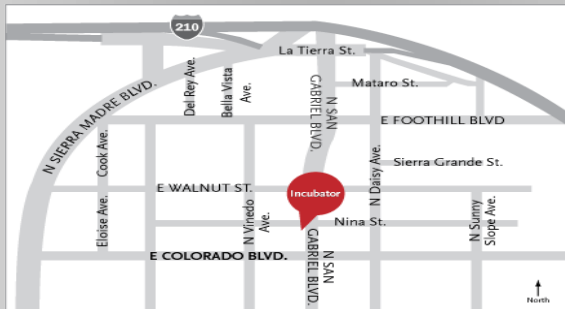 210
La Tierra St.
N SIERRA MADRE BLVD.
Del Rey Ave.
Bella Vista
Ave.
N SAN
GABRIEL BLVD.
Mataro St.
E FOOTHILL BLVD
Cook Ave.
Sierra Grande St.
N Daisy Ave.
E WALNUT ST.
Incubator
Eloise Ave.
N Vinedo
Ave.
Nina St.
N Sunny
Slope Ave.
E COLORADO BLVD.
N SAN
GABRIEL BLVD.
North